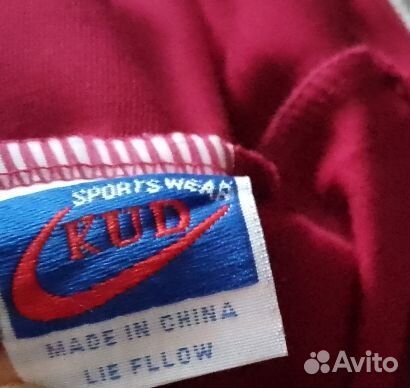 SPORTS WEAR
KUD
MADE IN CHINA
LIE FLLOW
Avito